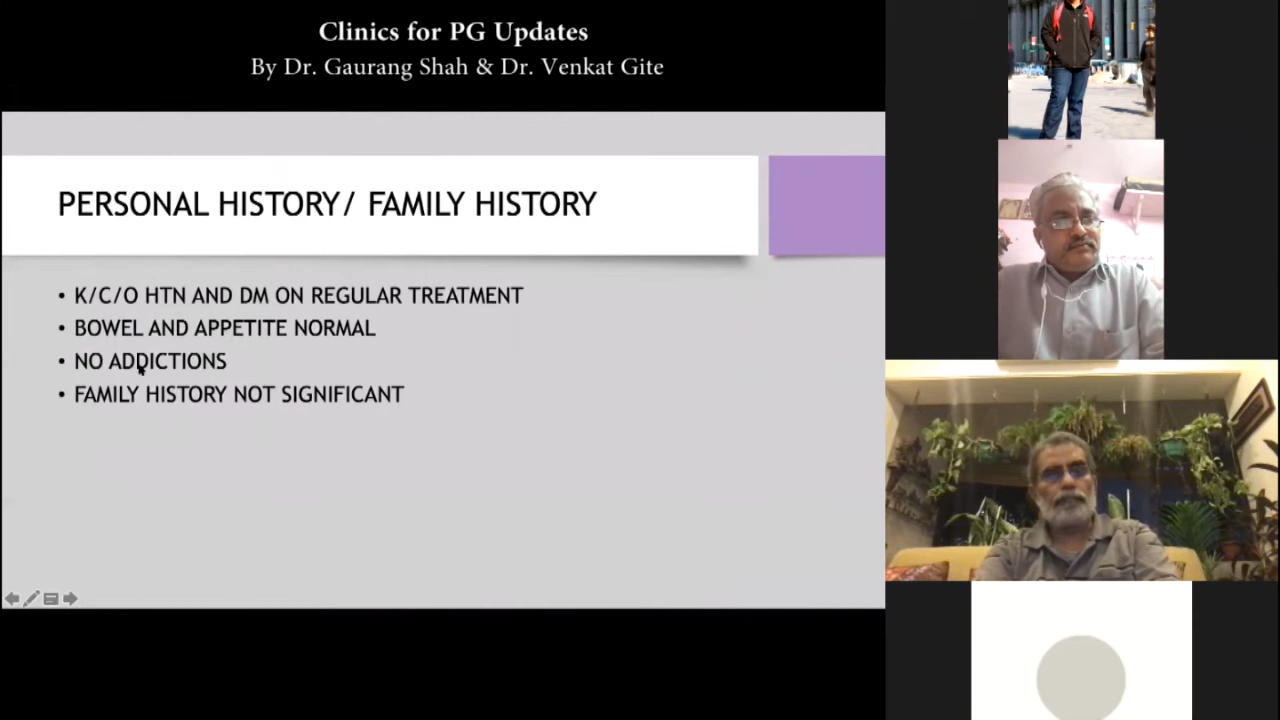 Clinics for PG Updates
By Dr. Gaurang Shah & Dr. Venkat Gite
PERSONAL HISTORY/ FAMILY HISTORY
• K/C/O HTN AND DM ON REGULAR TREATMENT
• BOWEL AND APPETITE NORMAL
• NO ADDICTIONS
• FAMILY HISTORY NOT SIGNIFICANT